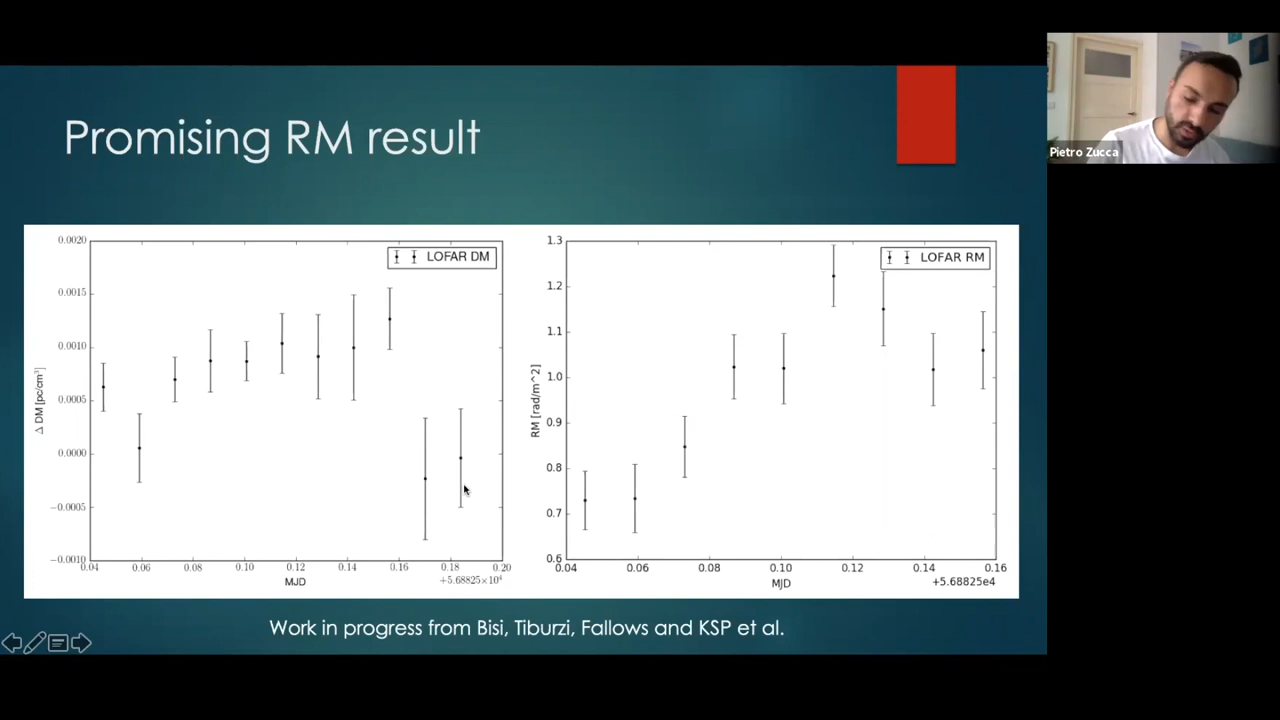 Promising RM result
Pietro Zucca
0.0020
0.0015
0.0010
0.0005
0.0000
−0.0005
−0.0010
Δ DM [pc/cm³]
LOFAR DM
0.04 0.06 0.08 0.10 0.12 0.14 0.16 0.18 0.20
MJD
+5.68825×10⁴
1.3
1.2
1.1
1.0
0.9
0.8
0.7
0.6
RM [rad/m^2]
LOFAR RM
0.04 0.06 0.08 0.10 0.12 0.14 0.16
MJD
+5.68825e4
Work in progress from Bisi, Tiburzi, Fallows and KSP et al.